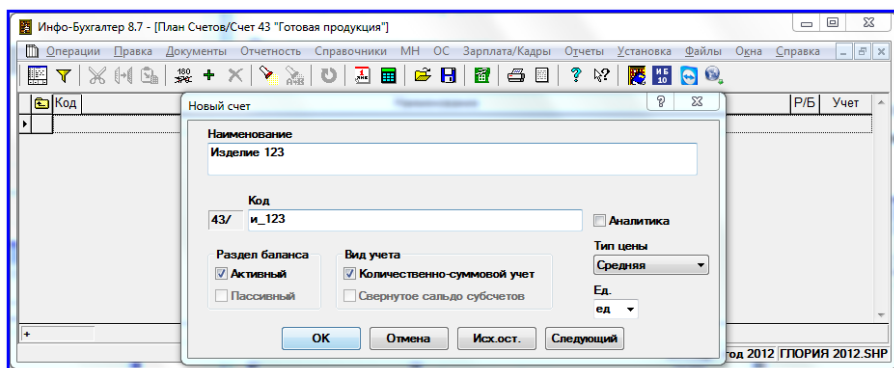 Инфо-Бухгалтер 8.7 - [План Счетов/Счет 43 "Готовая продукция"]
Операции Правка Документы Отчетность Справочники МН ОС Зарплата/Кадры Отчеты Установка Файлы Окна Справка
Код Р/Б Учет
Новый счет
Наименование
Изделие 123
Код
43/ и_123
Аналитика
Раздел баланса Вид учета Тип цены
Активный Количественно-суммовой учет Средняя
Пассивный Свернутое сальдо субсчетов Ед.
ед
ОК Отмена Исх.ост. Следующий
од 2012 ГЛОРИЯ 2012.SHP